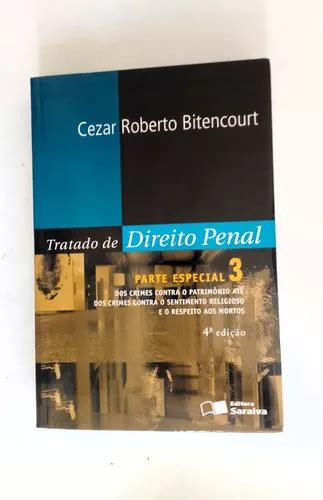 Cezar Roberto Bitencourt
Tratado de Direito Penal
PARTE ESPECIAL 3
DOS CRIMES CONTRA O PATRIMÔNIO ATÉ
DOS CRIMES CONTRA O SENTIMENTO RELIGIOSO
E O RESPEITO AOS MORTOS
4ª edição
Editora
Saraiva